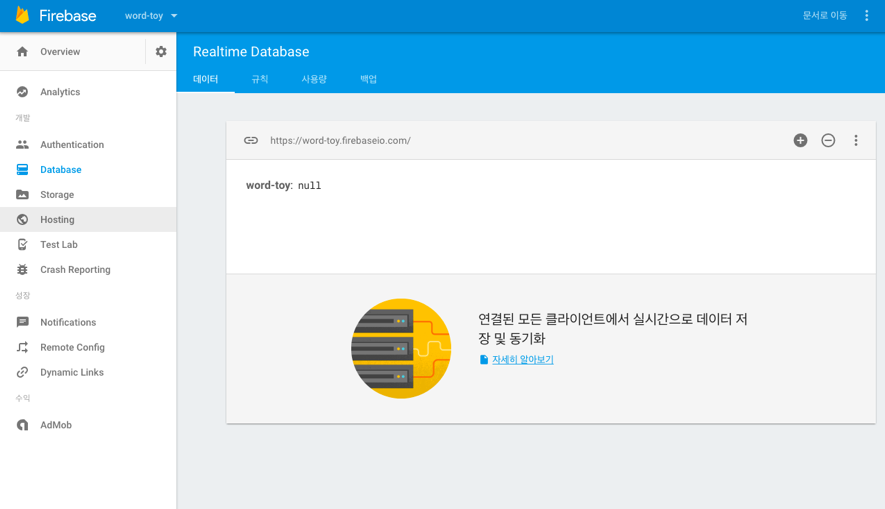 Firebase
word-toy
문서로 이동
Overview
Analytics
개발
Authentication
Database
Storage
Hosting
Test Lab
Crash Reporting
성장
Notifications
Remote Config
Dynamic Links
수익
AdMob
Realtime Database
데이터 규칙 사용량 백업
https://word-toy.firebaseio.com/
word-toy: null
연결된 모든 클라이언트에서 실시간으로 데이터 저
장 및 동기화
자세히 알아보기